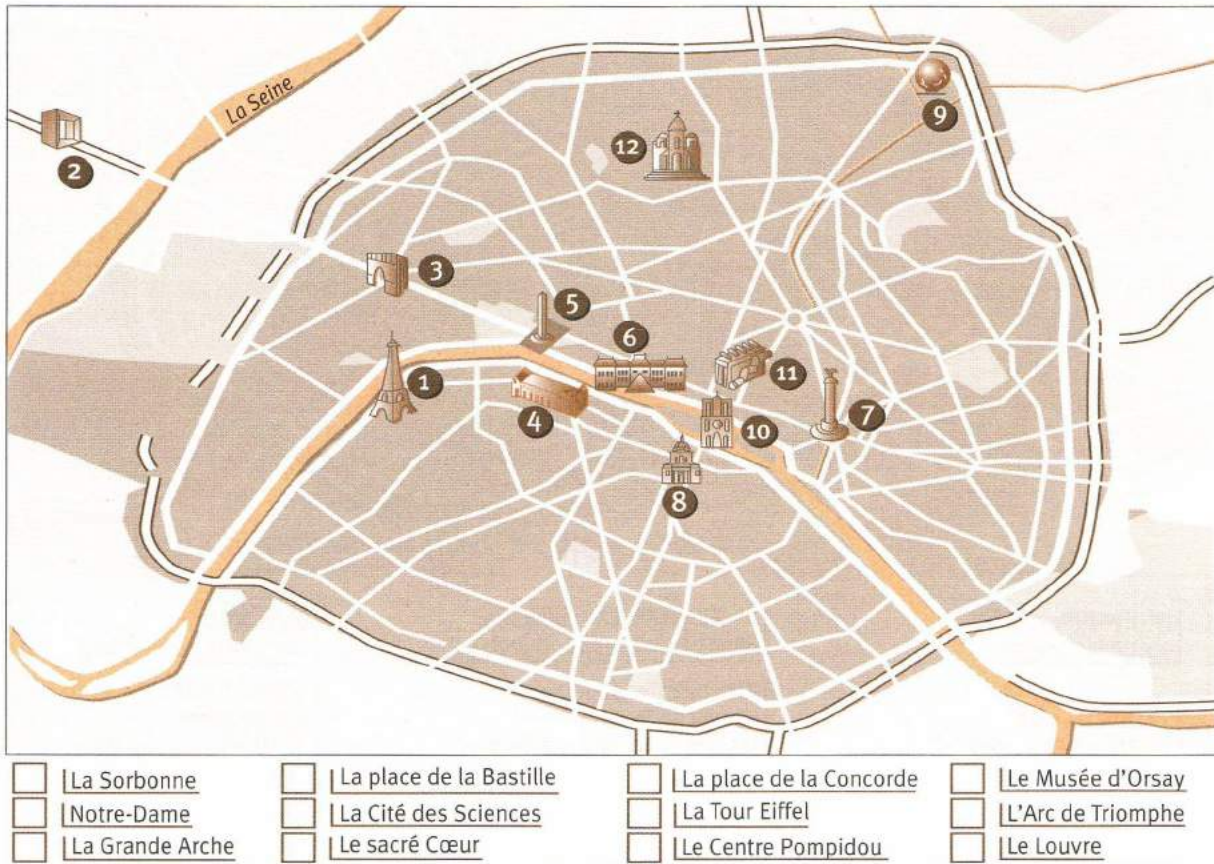 La Seine
2
12
9
3
5
6
1
4
11
10
7
8
La Sorbonne
Notre-Dame
La Grande Arche
La place de la Bastille
La Cité des Sciences
Le sacré Cœur
La place de la Concorde
La Tour Eiffel
Le Centre Pompidou
Le Musée d'Orsay
L'Arc de Triomphe
Le Louvre